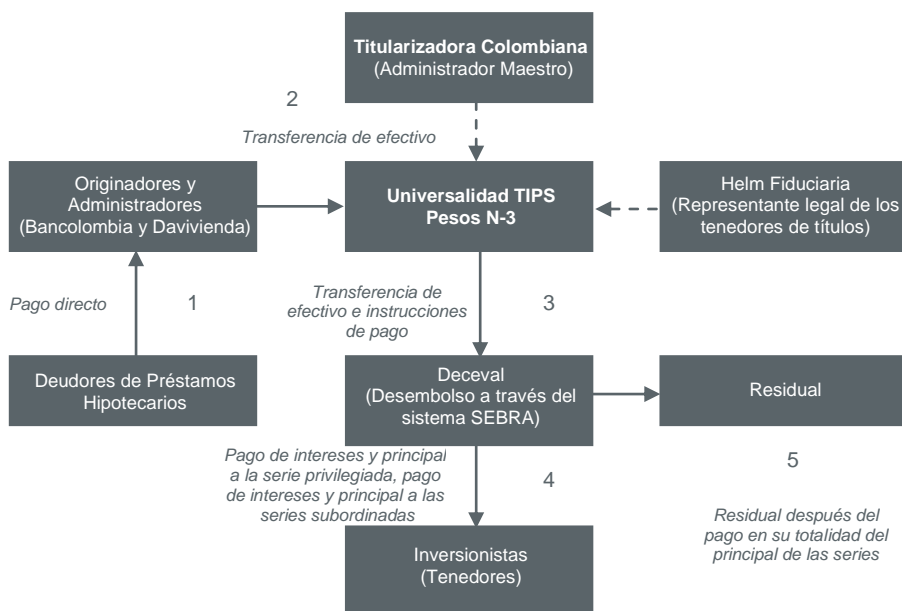 Titularizadora Colombiana
(Administrador Maestro)
2
Transferencia de efectivo
Originadores y
Administradores
(Bancolombia y Davivienda)
Universalidad TIPS
Pesos N-3
Helm Fiduciaria
(Representante legal de los
tenedores de títulos)
Pago directo
1
Transferencia de
efectivo e instrucciones
de pago
3
Deudores de Préstamos
Hipotecarios
Deceval
(Desembolso a través del
sistema SEBRA)
Residual
Pago de intereses y principal
a la serie privilegiada, pago
de intereses y principal a las
series subordinadas
4
5
Residual después del
pago en su totalidad del
principal de las series
Inversionistas
(Tenedores)